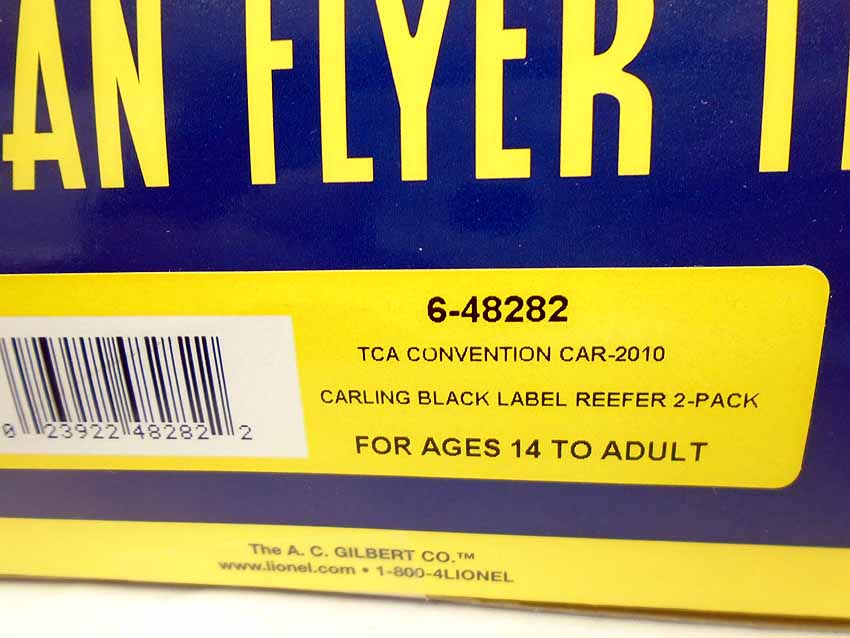 AN FLYER T
6-48282
TCA CONVENTION CAR-2010
CARLING BLACK LABEL REEFER 2-PACK
FOR AGES 14 TO ADULT
0 23922 48282 2
The A. C. GILBERT CO.™
www.lionel.com • 1-800-4LIONEL